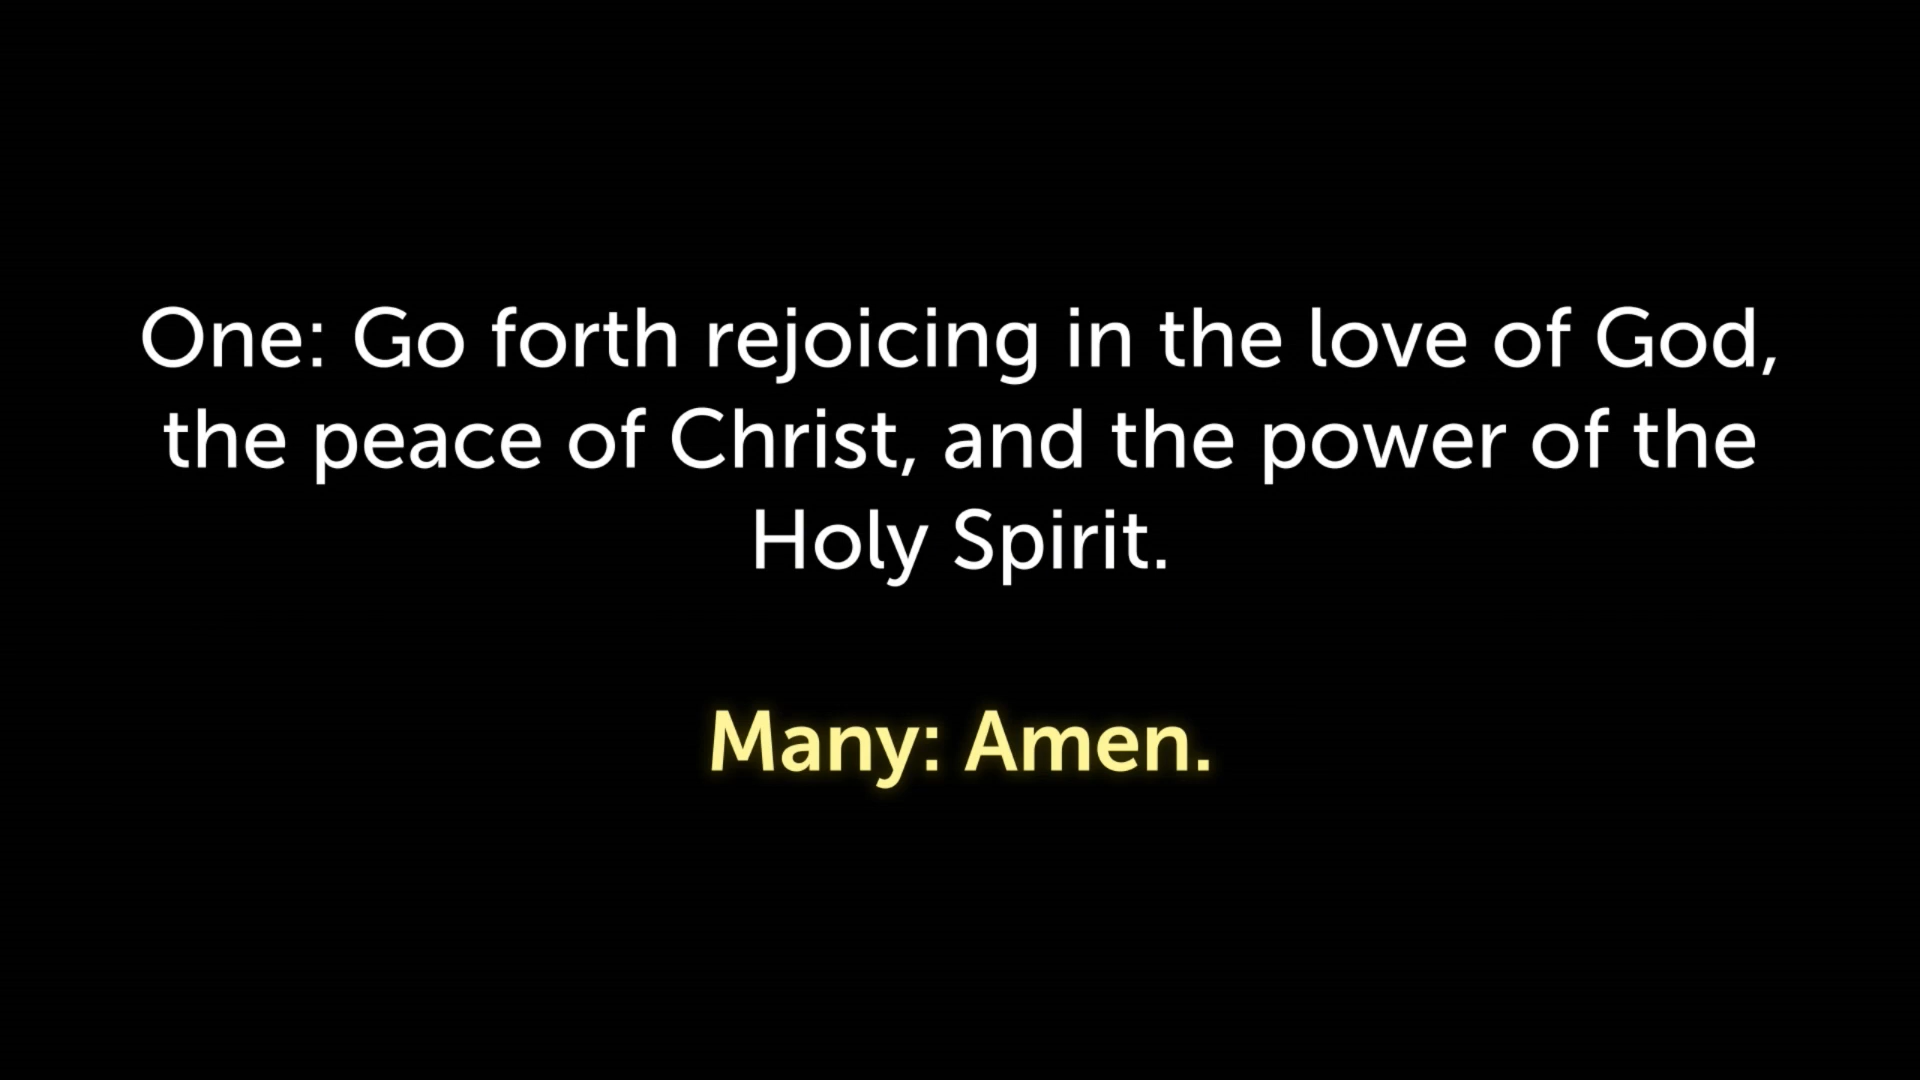 One: Go forth rejoicing in the love of God,
the peace of Christ, and the power of the
Holy Spirit.
Many: Amen.